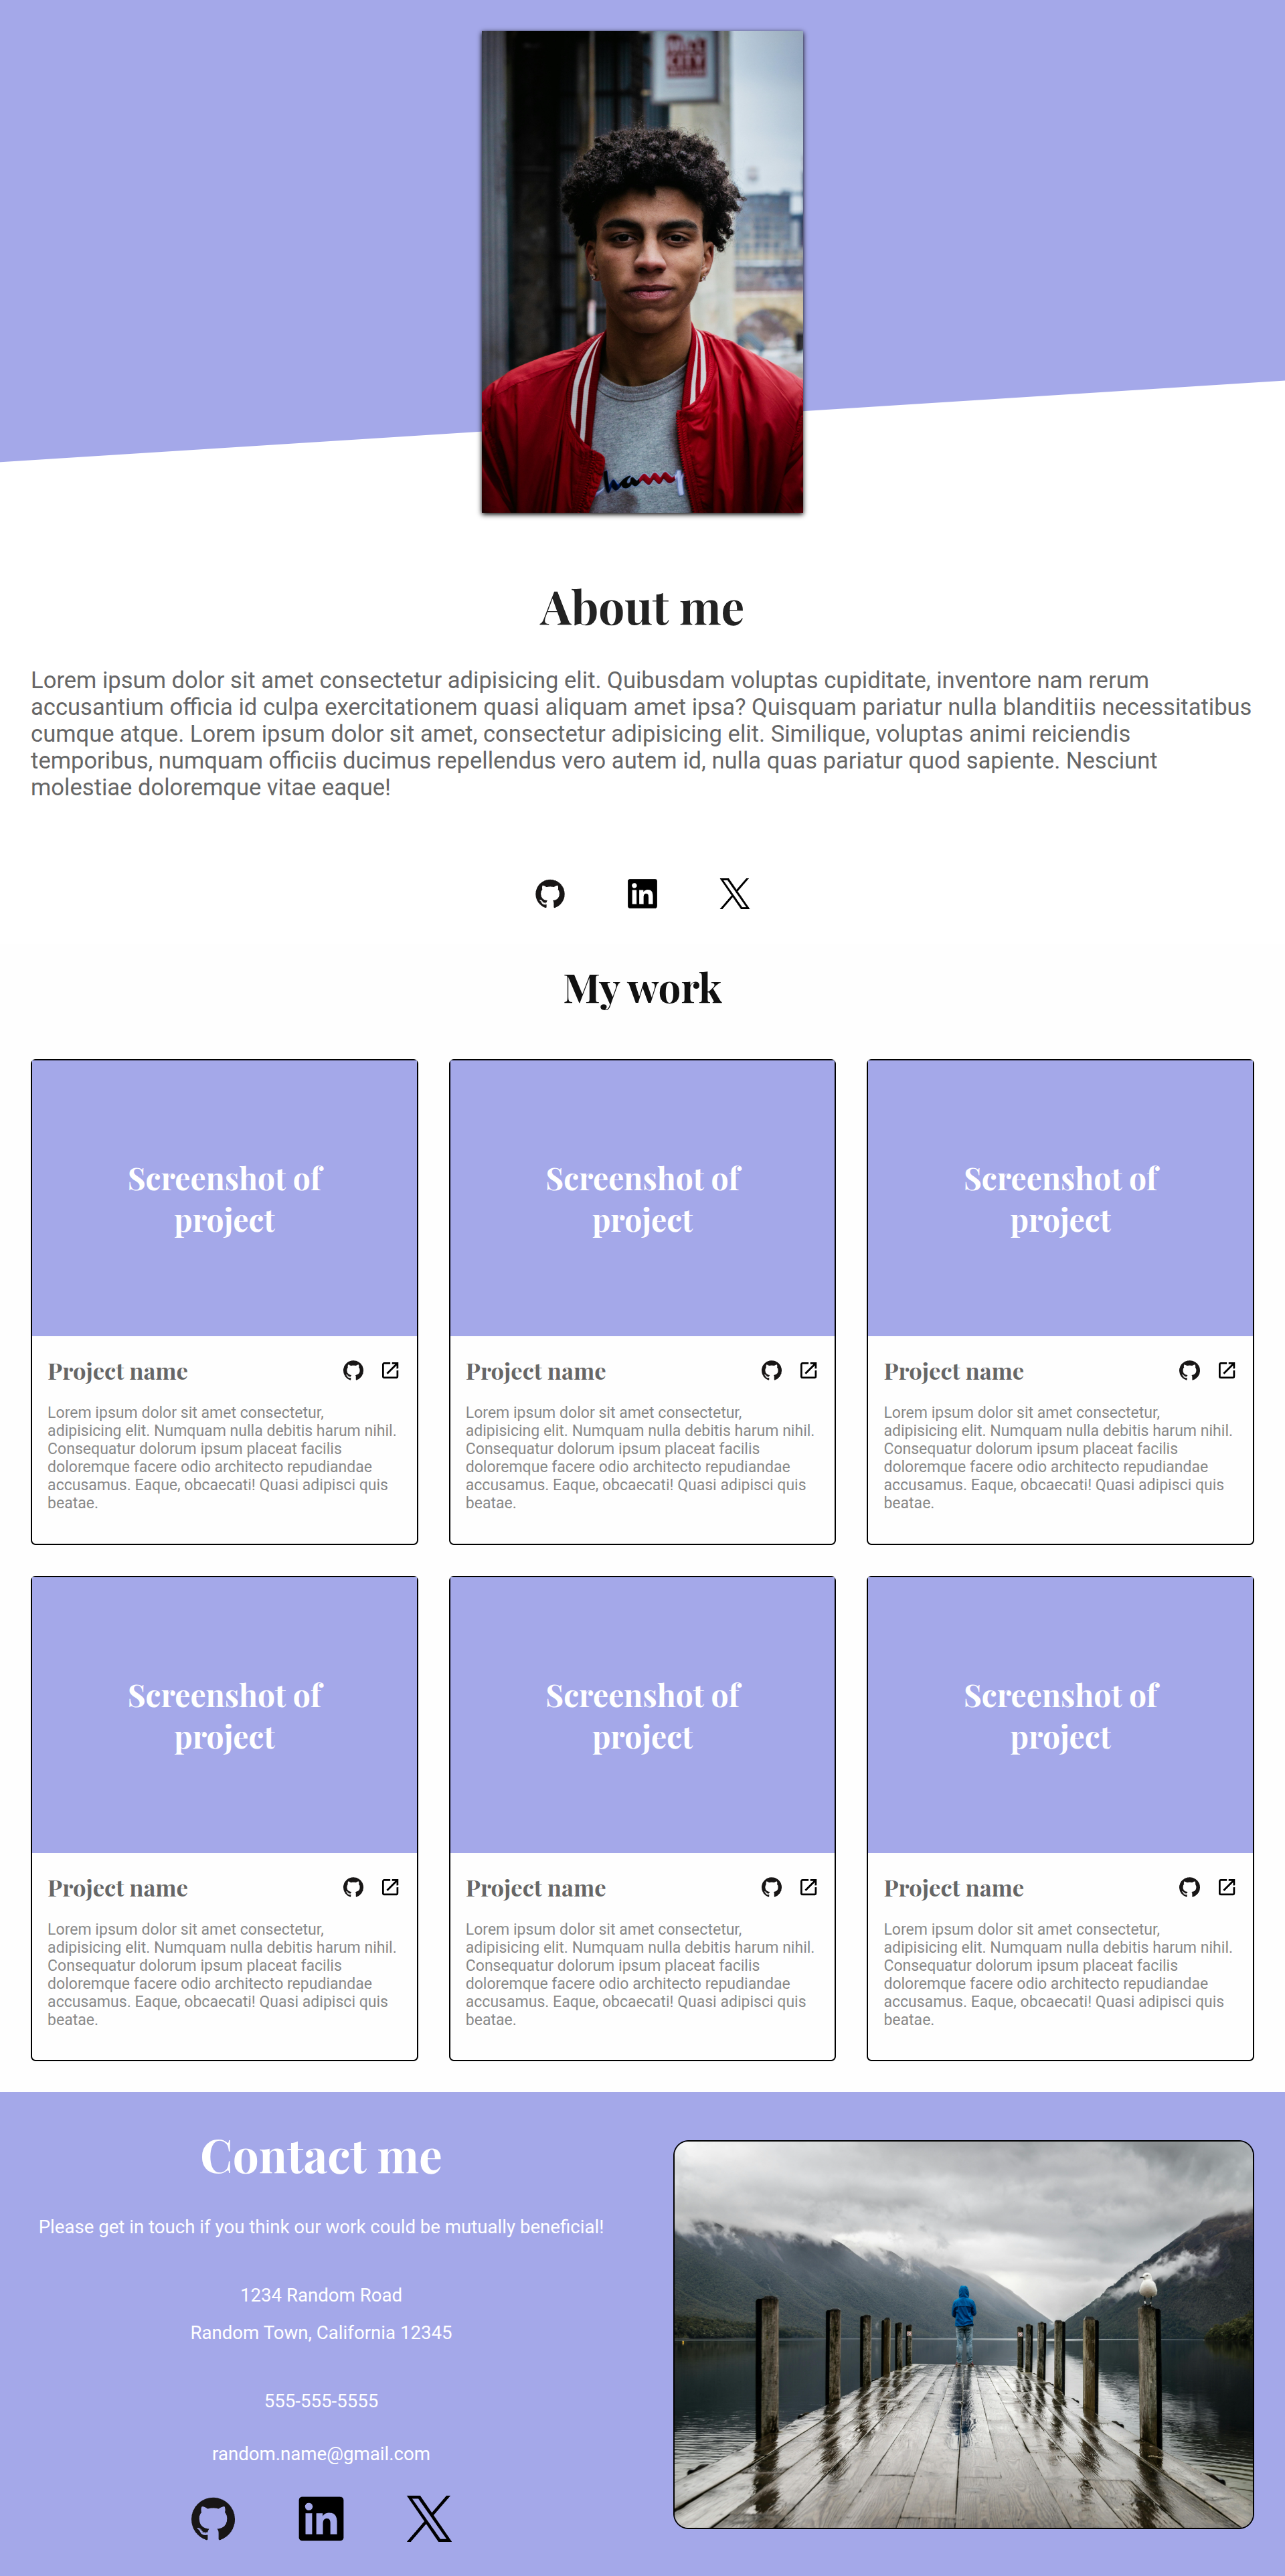 MILL
CITY
About me
Lorem ipsum dolor sit amet consectetur adipisicing elit. Quibusdam voluptas cupiditate, inventore nam rerum
accusantium officia id culpa exercitationem quasi aliquam amet ipsa? Quisquam pariatur nulla blanditiis necessitatibus
cumque atque. Lorem ipsum dolor sit amet, consectetur adipisicing elit. Similique, voluptas animi reiciendis
temporibus, numquam officiis ducimus repellendus vero autem id, nulla quas pariatur quod sapiente. Nesciunt
molestiae doloremque vitae eaque!
in
My work
Screenshot of
project
Project name
Lorem ipsum dolor sit amet consectetur,
adipisicing elit. Numquam nulla debitis harum nihil.
Consequatur dolorum ipsum placeat facilis
doloremque facere odio architecto repudiandae
accusamus. Eaque, obcaecati! Quasi adipisci quis
beatae.
Screenshot of
project
Project name
Lorem ipsum dolor sit amet consectetur,
adipisicing elit. Numquam nulla debitis harum nihil.
Consequatur dolorum ipsum placeat facilis
doloremque facere odio architecto repudiandae
accusamus. Eaque, obcaecati! Quasi adipisci quis
beatae.
Screenshot of
project
Project name
Lorem ipsum dolor sit amet consectetur,
adipisicing elit. Numquam nulla debitis harum nihil.
Consequatur dolorum ipsum placeat facilis
doloremque facere odio architecto repudiandae
accusamus. Eaque, obcaecati! Quasi adipisci quis
beatae.
Screenshot of
project
Project name
Lorem ipsum dolor sit amet consectetur,
adipisicing elit. Numquam nulla debitis harum nihil.
Consequatur dolorum ipsum placeat facilis
doloremque facere odio architecto repudiandae
accusamus. Eaque, obcaecati! Quasi adipisci quis
beatae.
Screenshot of
project
Project name
Lorem ipsum dolor sit amet consectetur,
adipisicing elit. Numquam nulla debitis harum nihil.
Consequatur dolorum ipsum placeat facilis
doloremque facere odio architecto repudiandae
accusamus. Eaque, obcaecati! Quasi adipisci quis
beatae.
Screenshot of
project
Project name
Lorem ipsum dolor sit amet consectetur,
adipisicing elit. Numquam nulla debitis harum nihil.
Consequatur dolorum ipsum placeat facilis
doloremque facere odio architecto repudiandae
accusamus. Eaque, obcaecati! Quasi adipisci quis
beatae.
Contact me
Please get in touch if you think our work could be mutually beneficial!
1234 Random Road
Random Town, California 12345
555-555-5555
random.name@gmail.com
in